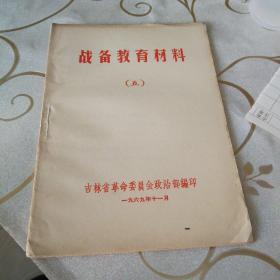 战备教育材料
（五）
吉林省革命委员会政治部编印
一九六九年十一月